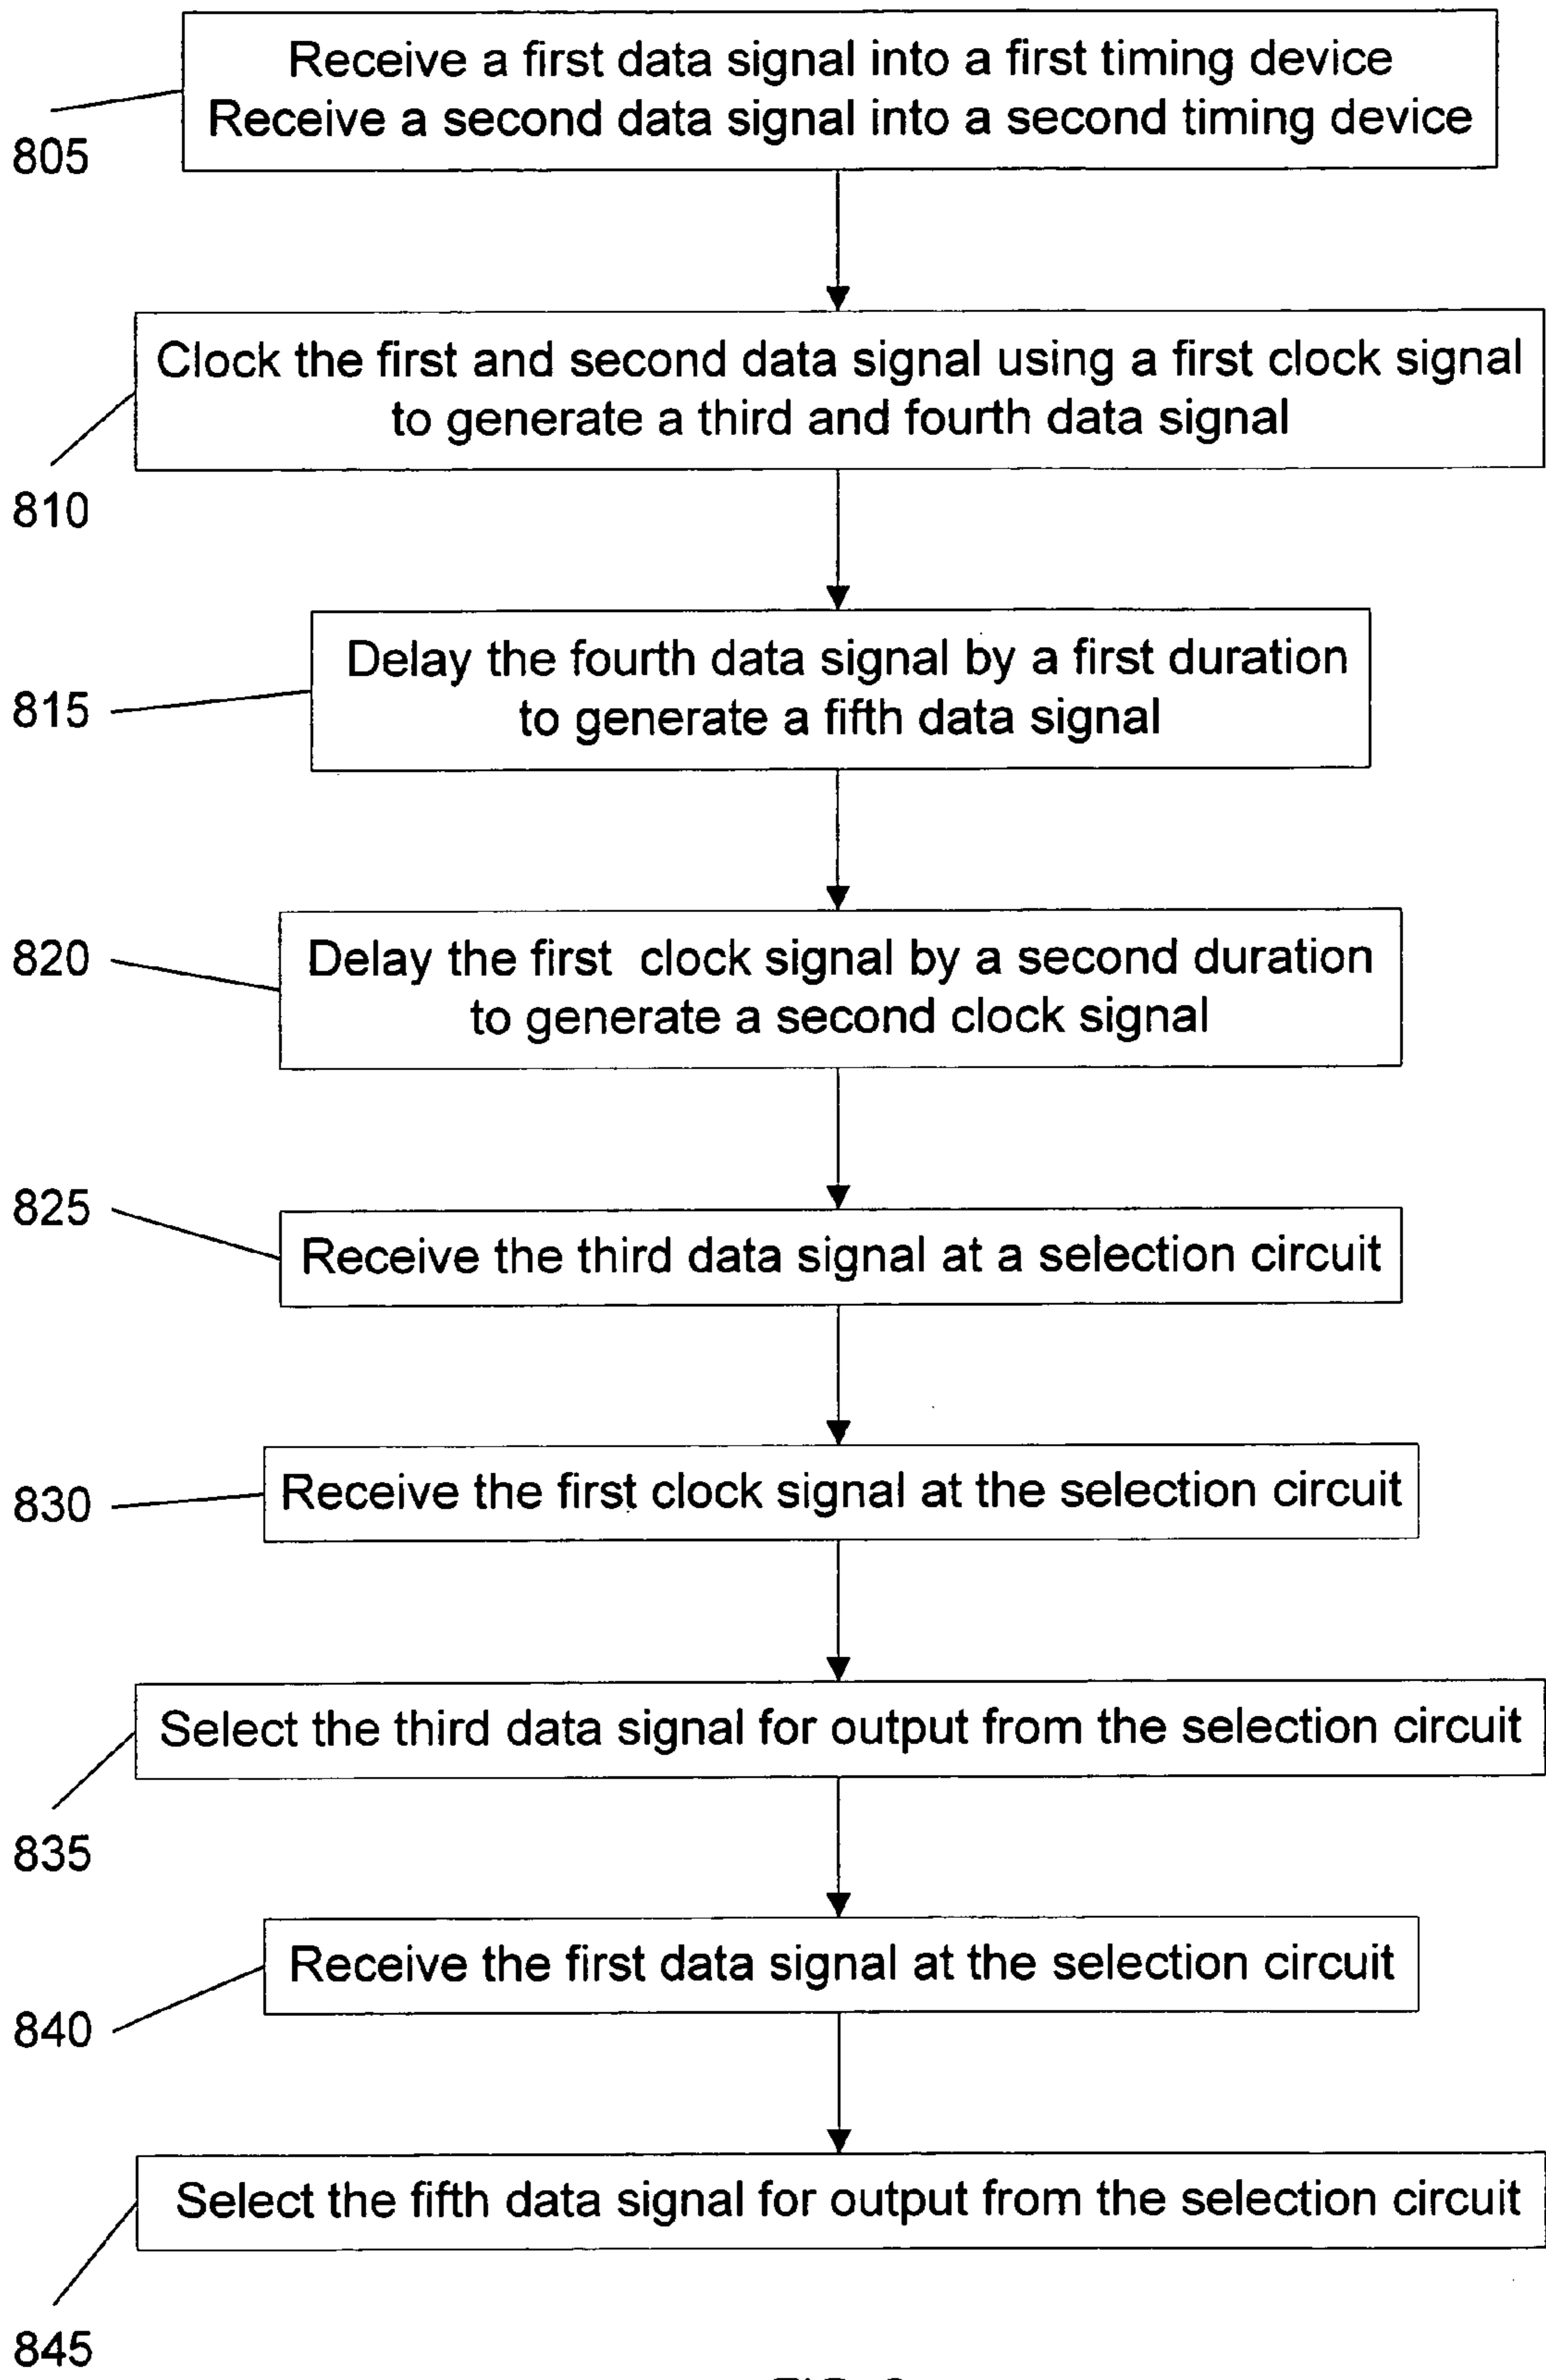 Receive a first data signal into a first timing device
Receive a second data signal into a second timing device
805
Clock the first and second data signal using a first clock signal
to generate a third and fourth data signal
810
Delay the fourth data signal by a first duration
to generate a fifth data signal
815
820
Delay the first clock signal by a second duration
to generate a second clock signal
825
Receive the third data signal at a selection circuit
830
Receive the first clock signal at the selection circuit
Select the third data signal for output from the selection circuit
835
Receive the first data signal at the selection circuit
840
Select the fifth data signal for output from the selection circuit
845